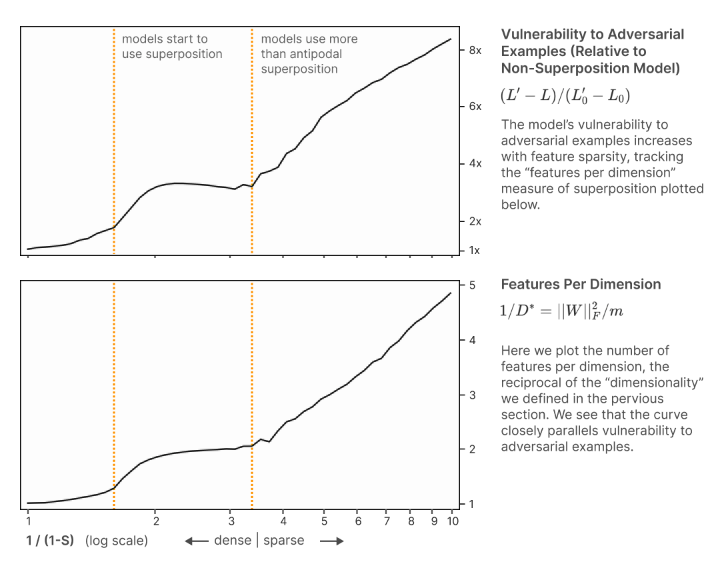 models start to
use superposition
models use more
than antipodal
superposition
8x
6x
4x
2x
1x
Vulnerability to Adversarial
Examples (Relative to
Non-Superposition Model)
(L′ − L)/(L′₀ − L₀)
The model’s vulnerability to
adversarial examples increases
with feature sparsity, tracking
the “features per dimension”
measure of superposition plotted
below.
5
4
3
2
1
1 2 3 4 5 6 7 8 9 10
1 / (1-S) (log scale)
dense | sparse
Features Per Dimension
1/D* = ||W||²_F/m
Here we plot the number of
features per dimension, the
reciprocal of the “dimensionality”
we defined in the pervious
section. We see that the curve
closely parallels vulnerability to
adversarial examples.